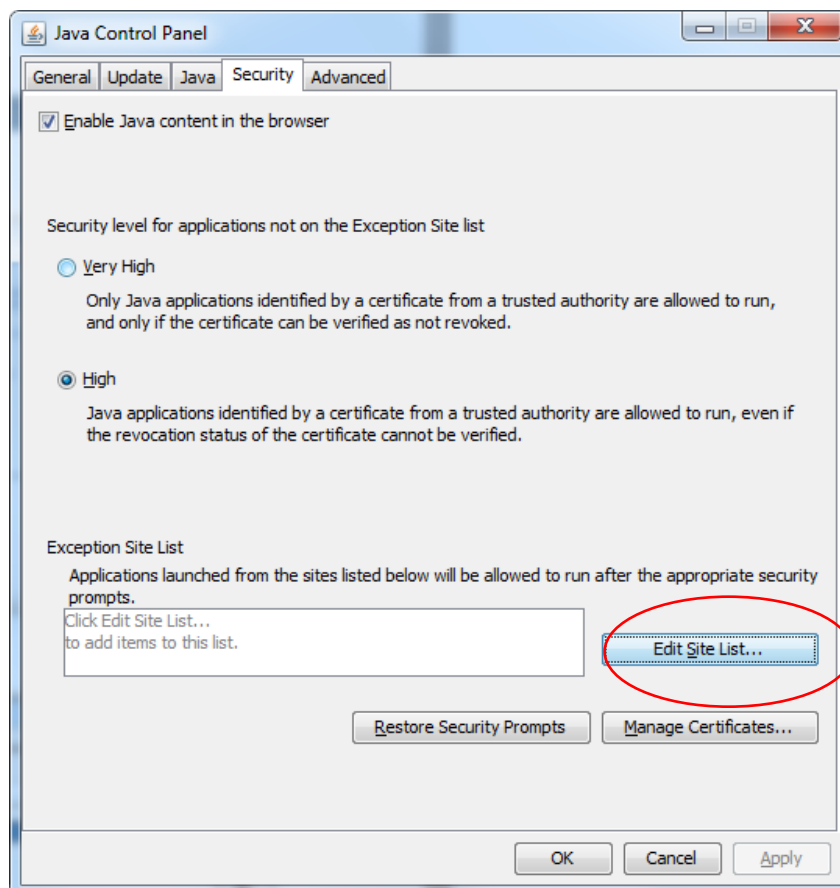 Java Control Panel
General Update Java Security Advanced
Enable Java content in the browser
Security level for applications not on the Exception Site list
Very High
Only Java applications identified by a certificate from a trusted authority are allowed to run,
and only if the certificate can be verified as not revoked.
High
Java applications identified by a certificate from a trusted authority are allowed to run, even if
the revocation status of the certificate cannot be verified.
Exception Site List
Applications launched from the sites listed below will be allowed to run after the appropriate security
prompts.
Click Edit Site List...
to add items to this list.
Edit Site List...
Restore Security Prompts Manage Certificates...
OK Cancel Apply